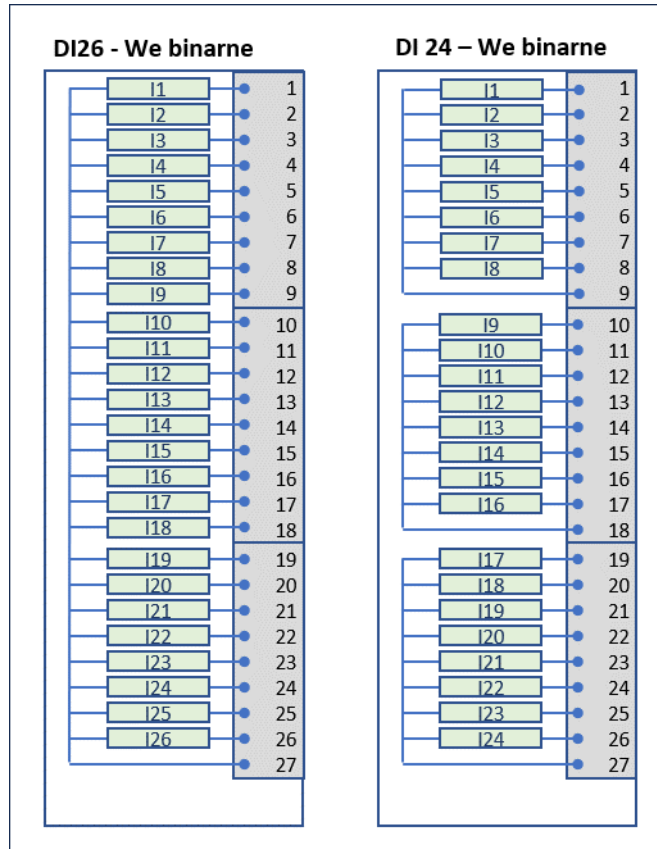 DI26 - We binarne
I1 1
I2 2
I3 3
I4 4
I5 5
I6 6
I7 7
I8 8
I9 9
I10 10
I11 11
I12 12
I13 13
I14 14
I15 15
I16 16
I17 17
I18 18
I19 19
I20 20
I21 21
I22 22
I23 23
I24 24
I25 25
I26 26
27
DI 24 – We binarne
I1 1
I2 2
I3 3
I4 4
I5 5
I6 6
I7 7
I8 8
9
I9 10
I10 11
I11 12
I12 13
I13 14
I14 15
I15 16
I16 17
18
I17 19
I18 20
I19 21
I20 22
I21 23
I22 24
I23 25
I24 26
27